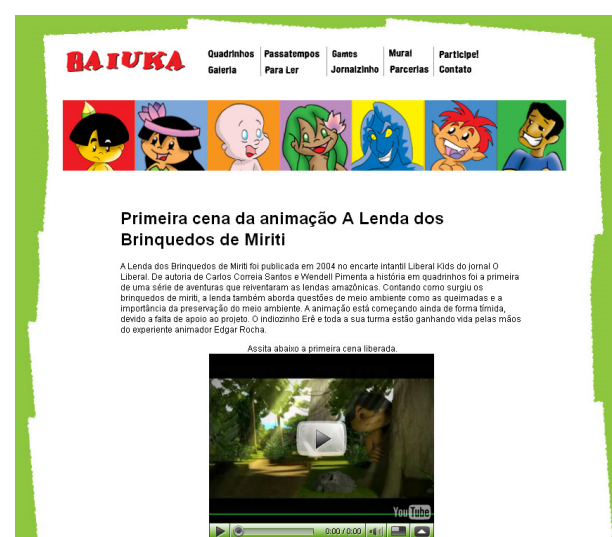 BAIUKA
Quadrinhos Passatempos Games Mural Participe!
Galeria Para Ler Jornalzinho Parcerias Contato
Primeira cena da animação A Lenda dos
Brinquedos de Miriti
A Lenda dos Brinquedos de Miriti foi publicada em 2004 no encarte intantil Liberal Kids do jornal O
Liberal. De autoria de Carlos Correia Santos e Wendell Pimenta a história em quadrinhos foi a primeira
de uma série de aventuras que reiventaram as lendas amazônicas. Contando como surgiu os
brinquedos de miriti, a lenda também aborda questões de meio ambiente como as queimadas e a
importância da preservação do meio ambiente. A animação está começando ainda de forma tímida,
devido a falta de apoio ao projeto. O indiozinho Erê e toda a sua turma estão ganhando vida pelas mãos
do experiente animador Edgar Rocha.
Assita abaixo a primeira cena liberada.
YouTube
0:00 / 0:00